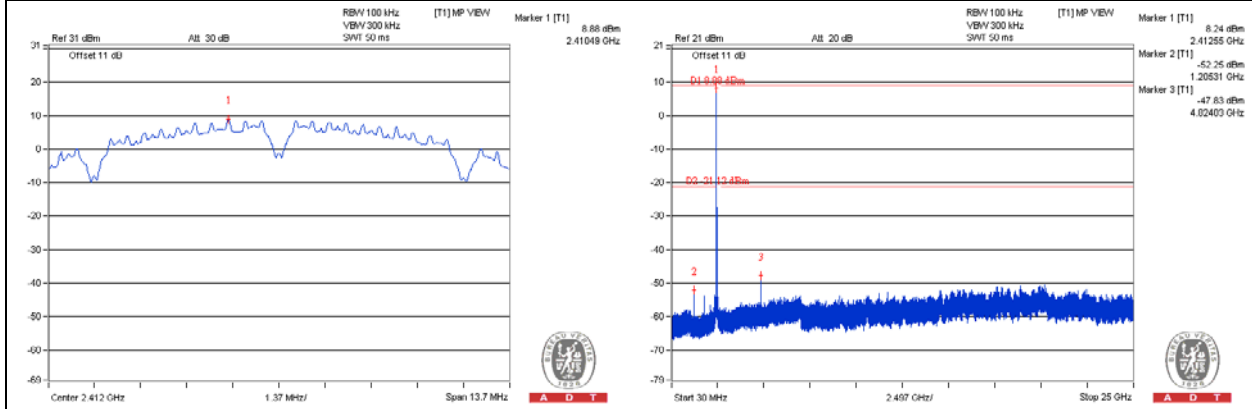 RBW 100 kHz
VBW 300 kHz
SWT 50 ms
[T1] MP VIEW
Ref 31 dBm
Att 30 dB
Marker 1 [T1]
8.88 dBm
2.41049 GHz
31
Offset 11 dB
20
10
0
-10
-20
-30
-40
-50
-60
-69
1
Center 2.412 GHz
1.37 MHz/
Span 13.7 MHz
BUREAU VERITAS
1828
A D T
RBW 100 kHz
VBW 300 kHz
SWT 50 ms
[T1] MP VIEW
Ref 21 dBm
Att 20 dB
Marker 1 [T1]
8.24 dBm
2.41255 GHz
Marker 2 [T1]
-52.25 dBm
1.20531 GHz
Marker 3 [T1]
-47.83 dBm
4.02403 GHz
21
Offset 11 dB
10
0
-10
-20
-30
-40
-50
-60
-70
-79
1
D1 8.88 dBm
D2 -21.12 dBm
2
3
Start 30 MHz
2.497 GHz/
Stop 25 GHz
BUREAU VERITAS
1828
A D T